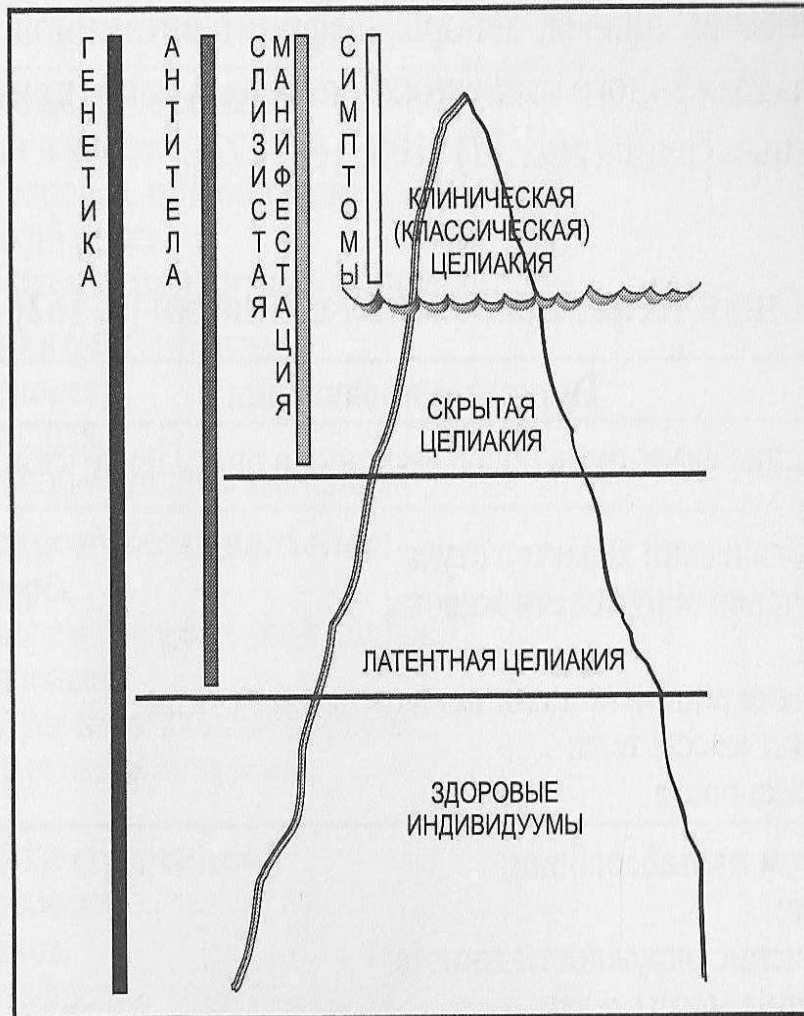 ГЕНЕТИКА
АНТИТЕЛА
СЛИЗИСТАЯ
МАНИФЕСТАЦИЯ
СИМПТОМЫ
КЛИНИЧЕСКАЯ
(КЛАССИЧЕСКАЯ)
ЦЕЛИАКИЯ
СКРЫТАЯ
ЦЕЛИАКИЯ
ЛАТЕНТНАЯ ЦЕЛИАКИЯ
ЗДОРОВЫЕ
ИНДИВИДУУМЫ